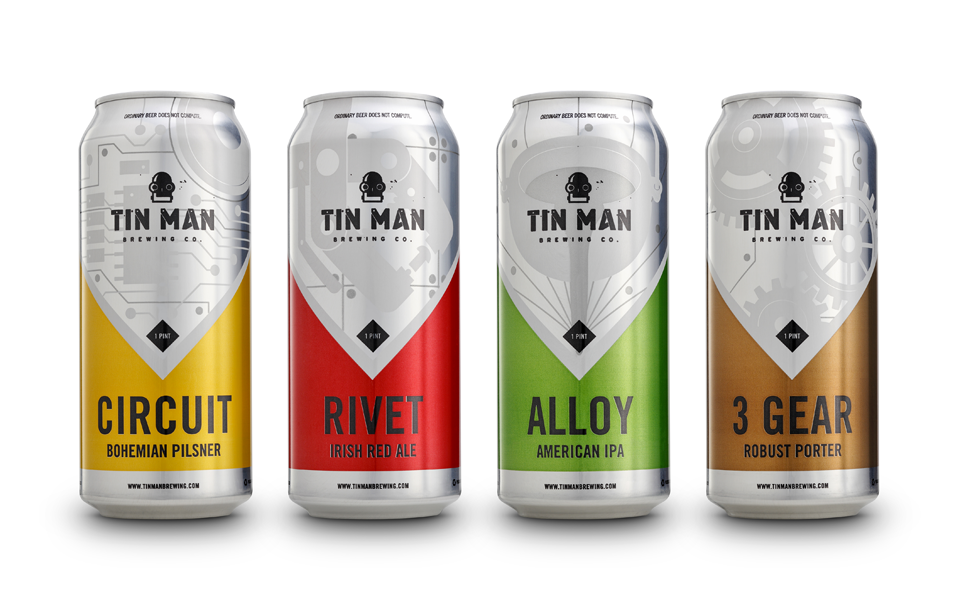 ORDINARY BEER DOES NOT COMPUTE.
TIN MAN
BREWING CO.
1 PINT
CIRCUIT
BOHEMIAN PILSNER
WWW.TINMANBREWING.COM
ORDINARY BEER DOES NOT COMPUTE.
TIN MAN
BREWING CO.
1 PINT
RIVET
IRISH RED ALE
WWW.TINMANBREWING.COM
ORDINARY BEER DOES NOT COMPUTE.
TIN MAN
BREWING CO.
1 PINT
ALLOY
AMERICAN IPA
WWW.TINMANBREWING.COM
ORDINARY BEER DOES NOT COMPUTE.
TIN MAN
BREWING CO.
1 PINT
3 GEAR
ROBUST PORTER
WWW.TINMANBREWING.COM